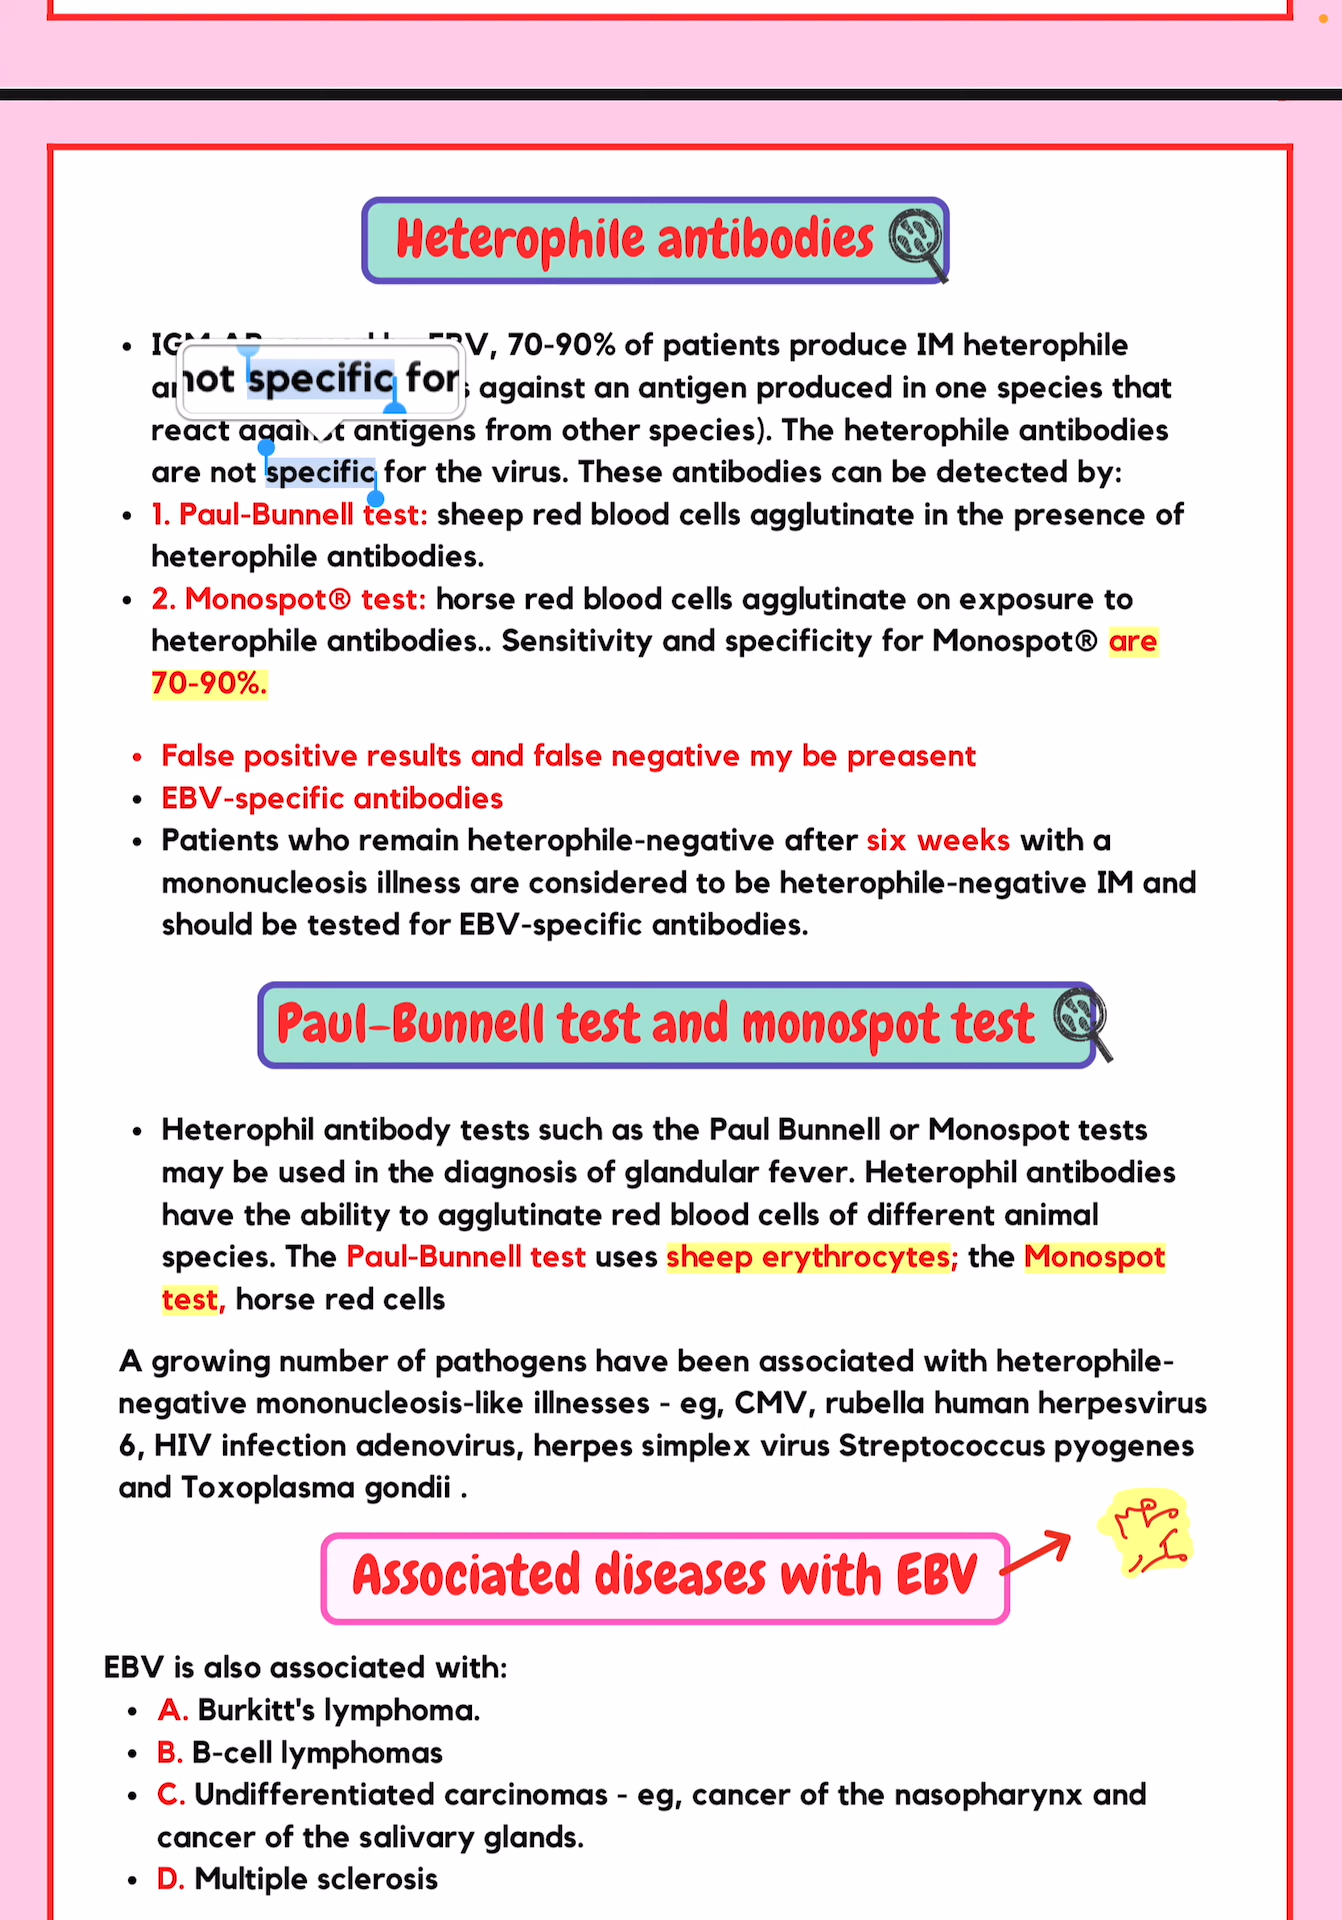 Heterophile antibodies
IGM AB caused by EBV, 70-90% of patients produce IM heterophile
against an antigen produced in one species that
not specific for
react against antigens from other species). The heterophile antibodies
are not specific for the virus. These antibodies can be detected by:
1. Paul-Bunnell test: sheep red blood cells agglutinate in the presence of
heterophile antibodies.
2. Monospot® test: horse red blood cells agglutinate on exposure to
heterophile antibodies.. Sensitivity and specificity for Monospot® are
70-90%.
False positive results and false negative my be preasent
EBV-specific antibodies
Patients who remain heterophile-negative after six weeks with a
mononucleosis illness are considered to be heterophile-negative IM and
should be tested for EBV-specific antibodies.
Paul-Bunnell test and monospot test
Heterophil antibody tests such as the Paul Bunnell or Monospot tests
may be used in the diagnosis of glandular fever. Heterophil antibodies
have the ability to agglutinate red blood cells of different animal
species. The Paul-Bunnell test uses sheep erythrocytes; the Monospot
test, horse red cells
A growing number of pathogens have been associated with heterophile-
negative mononucleosis-like illnesses - eg, CMV, rubella human herpesvirus
6, HIV infection adenovirus, herpes simplex virus Streptococcus pyogenes
and Toxoplasma gondii .
Associated diseases with EBV
EBV is also associated with:
A. Burkitt's lymphoma.
B. B-cell lymphomas
C. Undifferentiated carcinomas - eg, cancer of the nasopharynx and
cancer of the salivary glands.
D. Multiple sclerosis